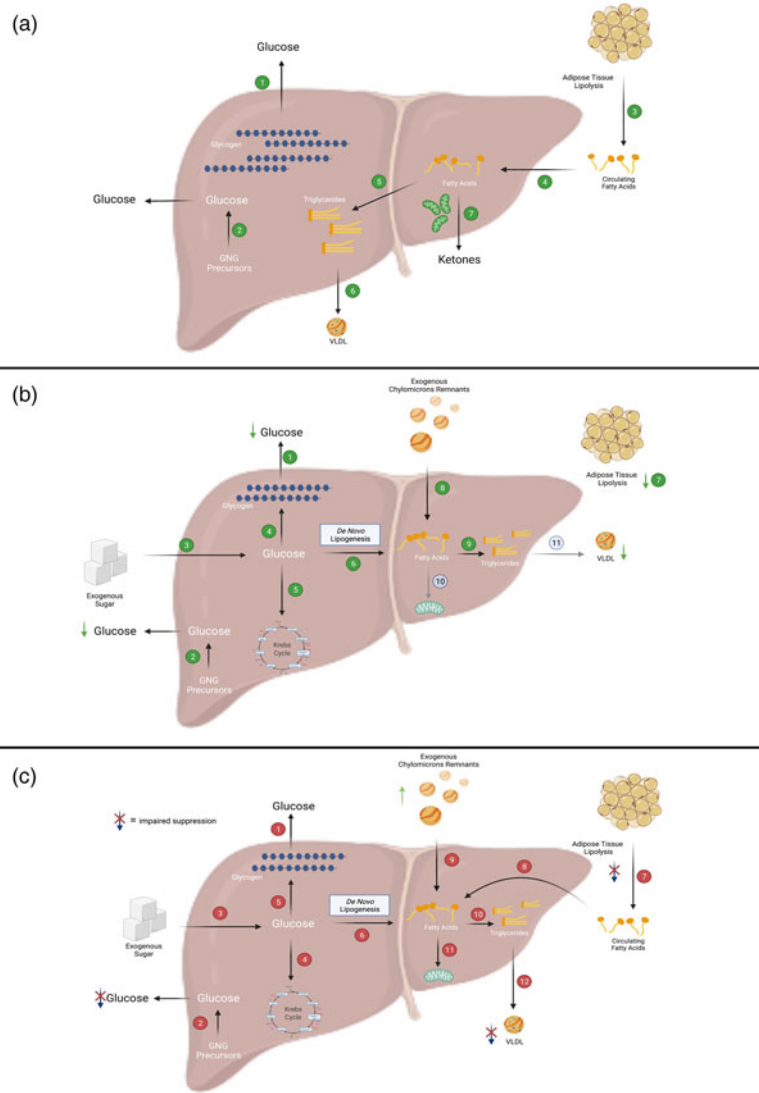 (a)
Glucose
1
Adipose Tissue
Lipolysis
3
Glycogen
Fatty Acids
Circulating
Fatty Acids
4
5
Glucose
Glucose
Triglycerides
2
7
GNG
Precursors
Ketones
6
VLDL
(b)
Exogenous
Chylomicrons Remnants
Glucose
1
Adipose Tissue
Lipolysis
7
8
Glycogen
4
De Novo
Lipogenesis
3
Glucose
6
Fatty Acids
9
Triglycerides
11
VLDL
Exogenous
Sugar
5
10
Glucose
Glucose
Krebs
Cycle
2
GNG
Precursors
(c)
Exogenous
Chylomicrons Remnants
= impaired suppression
Glucose
1
Adipose Tissue
Lipolysis
9
8
7
Glycogen
5
De Novo
Lipogenesis
3
Glucose
6
Fatty Acids
10
Triglycerides
Circulating
Fatty Acids
Exogenous
Sugar
4
11
12
Glucose
Glucose
Krebs
Cycle
2
GNG
Precursors
VLDL